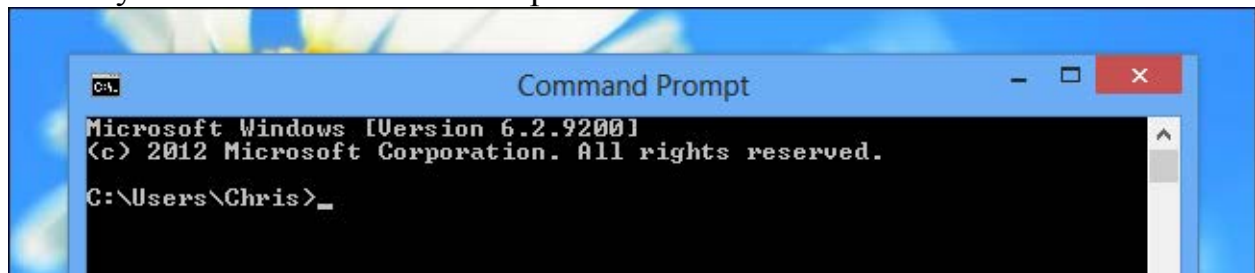 Command Prompt
Microsoft Windows [Version 6.2.9200]
(c) 2012 Microsoft Corporation. All rights reserved.
C:\Users\Chris>_